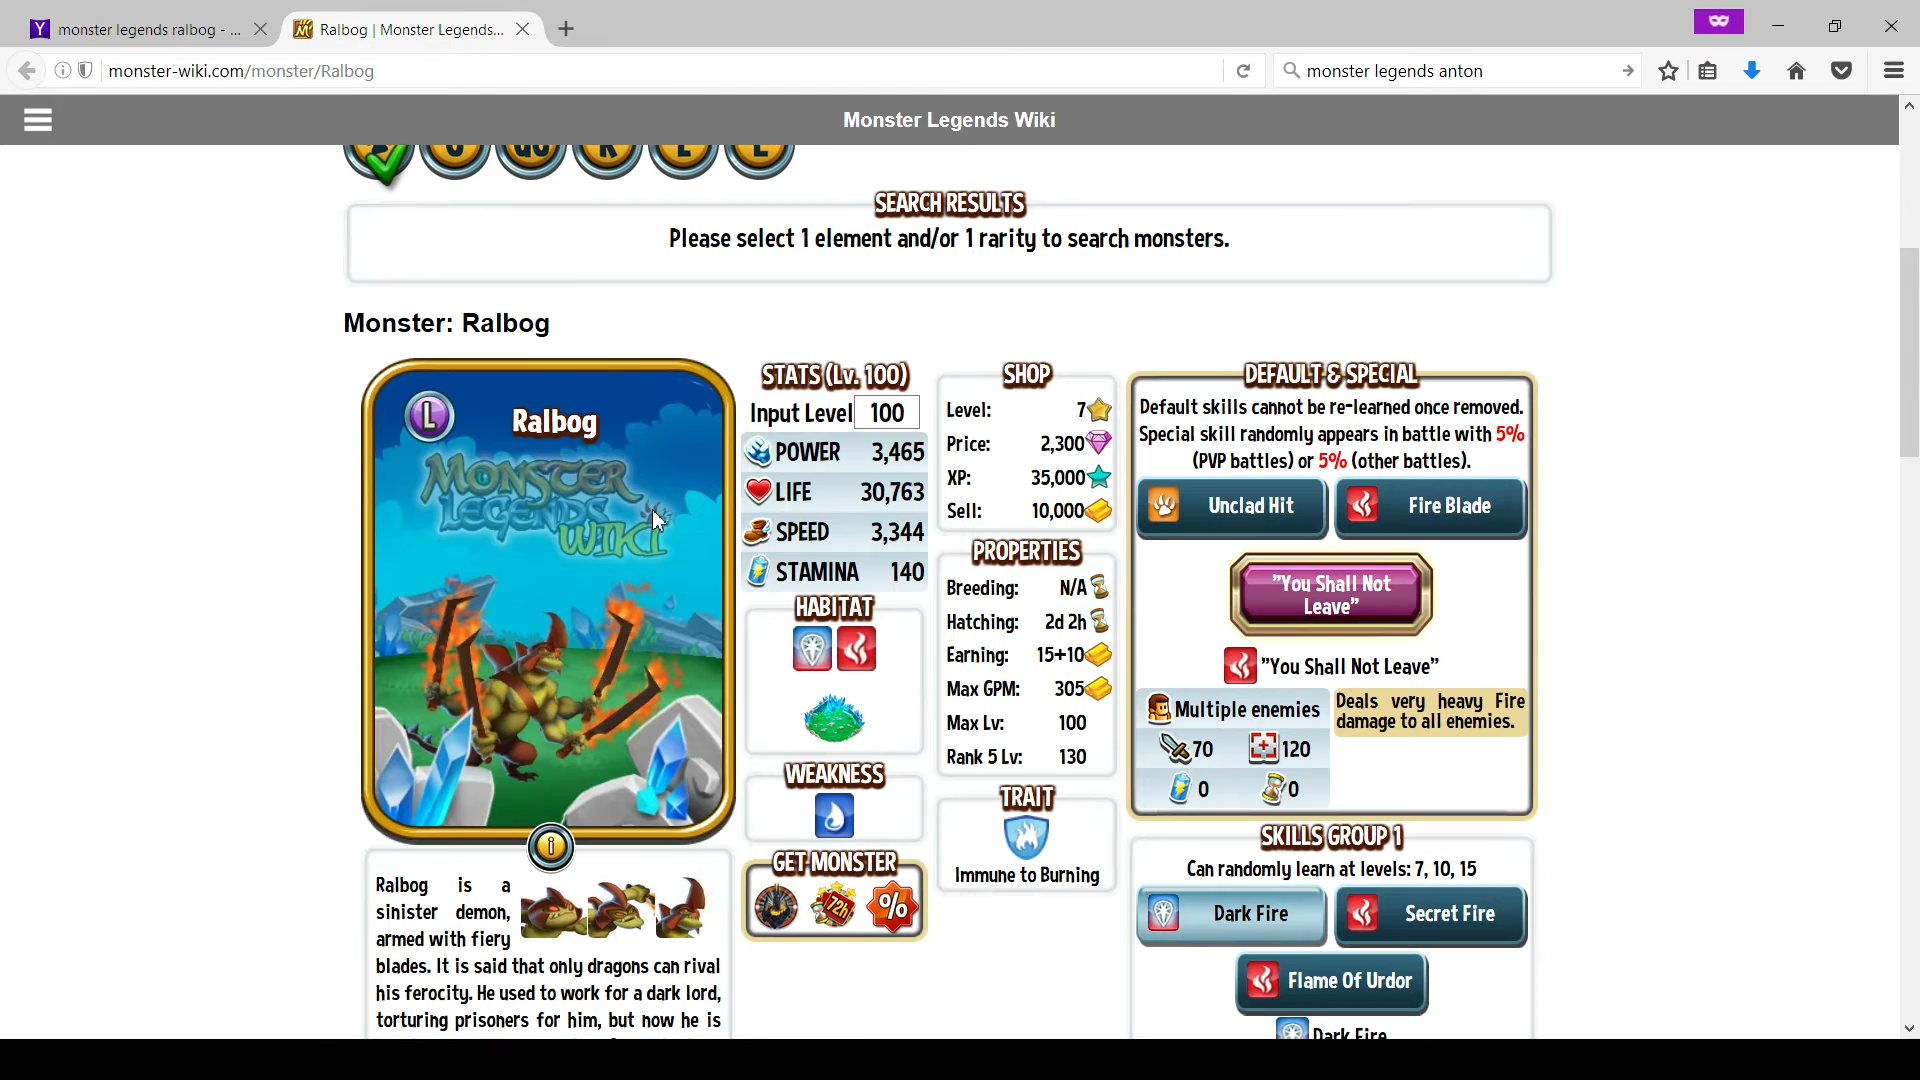 monster legends ralbog - ...
Ralbog | Monster Legends...
monster-wiki.com/monster/Ralbog
monster legends anton
Monster Legends Wiki
SEARCH RESULTS
Please select 1 element and/or 1 rarity to search monsters.
Monster: Ralbog
L
Ralbog
MONSTER
LEGENDS
WIKI
Ralbog is a
sinister demon,
armed with fiery
blades. It is said that only dragons can rival
his ferocity. He used to work for a dark lord,
torturing prisoners for him, but now he is
STATS (Lv. 100)
Input Level 100
POWER 3,465
LIFE 30,763
SPEED 3,344
STAMINA 140
HABITAT
WEAKNESS
GET MONSTER
72h
%
SHOP
Level: 7
Price: 2,300
XP: 35,000
Sell: 10,000
PROPERTIES
Breeding: N/A
Hatching: 2d 2h
Earning: 15+10
Max GPM: 305
Max Lv: 100
Rank 5 Lv: 130
TRAIT
Immune to Burning
DEFAULT & SPECIAL
Default skills cannot be re-learned once removed.
Special skill randomly appears in battle with 5%
(PVP battles) or 5% (other battles).
Unclad Hit Fire Blade
"You Shall Not
Leave"
"You Shall Not Leave"
Multiple enemies
70 120
0 0
Deals very heavy Fire
damage to all enemies.
SKILLS GROUP 1
Can randomly learn at levels: 7, 10, 15
Dark Fire Secret Fire
Flame Of Urdor
Dark Fire